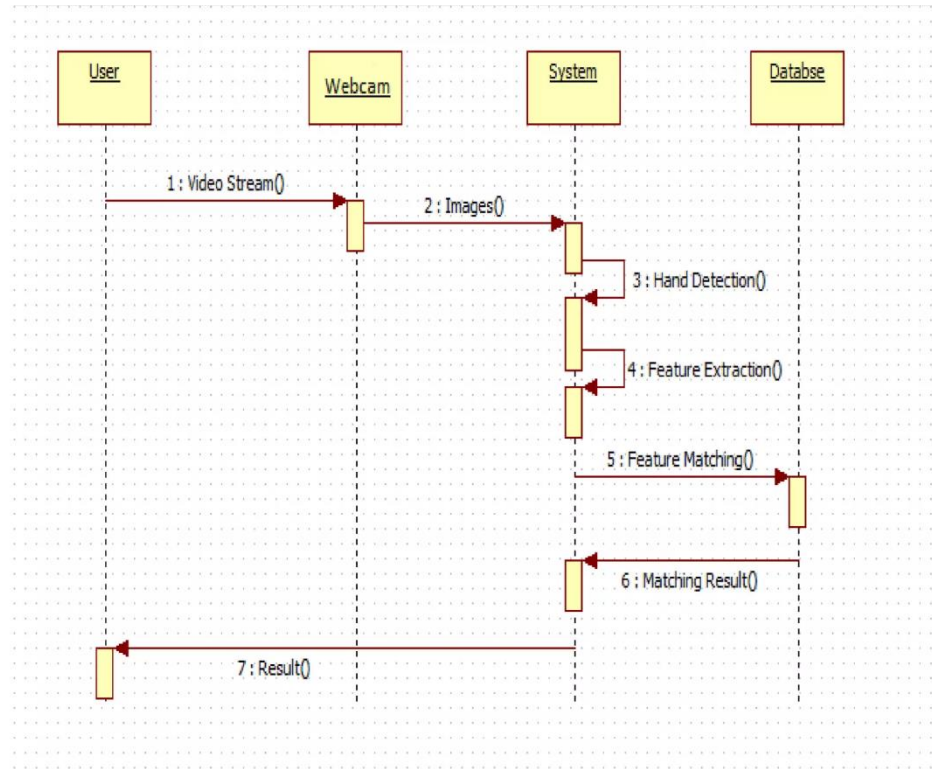 User
Webcam
System
Databse
1 : Video Stream()
2 : Images()
3 : Hand Detection()
4 : Feature Extraction()
5 : Feature Matching()
6 : Matching Result()
7 : Result()